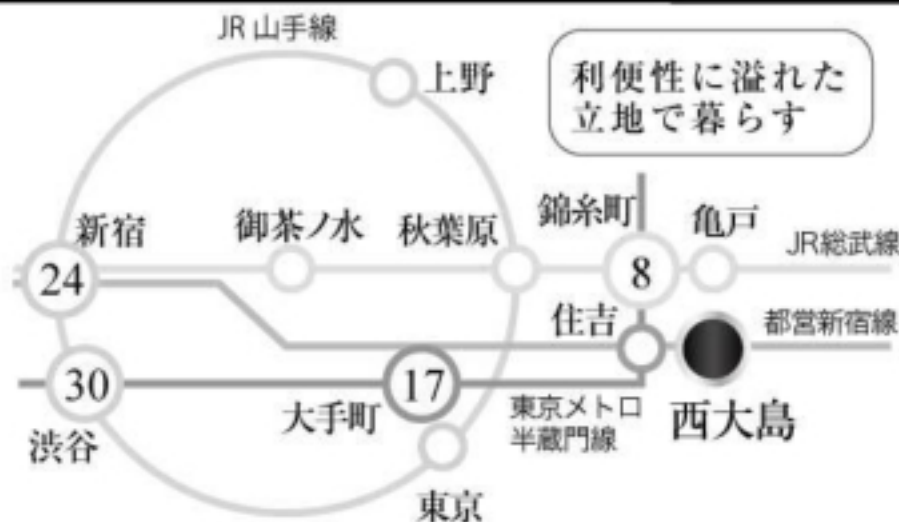 JR 山手線
上野
利便性に溢れた
立地で暮らす
新宿
御茶ノ水
秋葉原
錦糸町
亀戸
JR総武線
24
8
住吉
都営新宿線
30
17
渋谷
大手町
東京メトロ
半蔵門線
西大島
東京